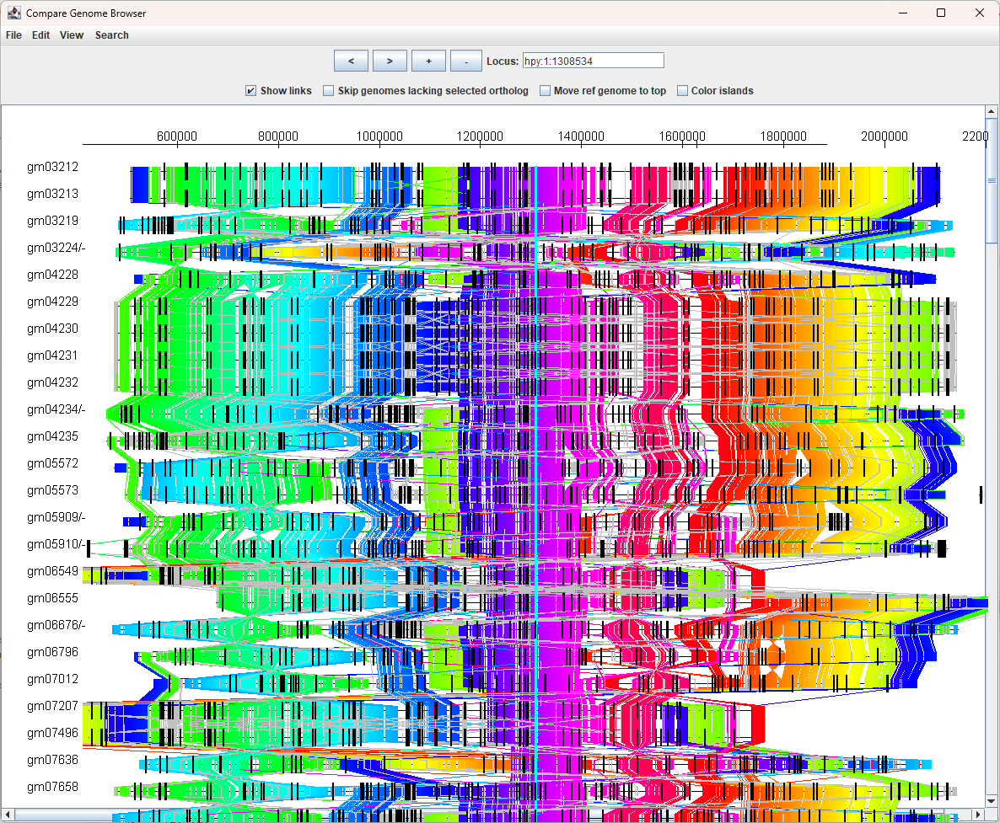 Compare Genome Browser
File Edit View Search
< > + - Locus: hpy:1:1308534
Show links Skip genomes lacking selected ortholog Move ref genome to top Color islands
600000 800000 1000000 1200000 1400000 1600000 1800000 2000000 2200
gm03212
gm03213
gm03219
gm03224/-
gm04228
gm04229
gm04230
gm04231
gm04232
gm04234/-
gm04235
gm05572
gm05573
gm05909/-
gm05910/-
gm06549
gm06555
gm06676/-
gm06796
gm07012
gm07207
gm07498
gm07636
gm07658